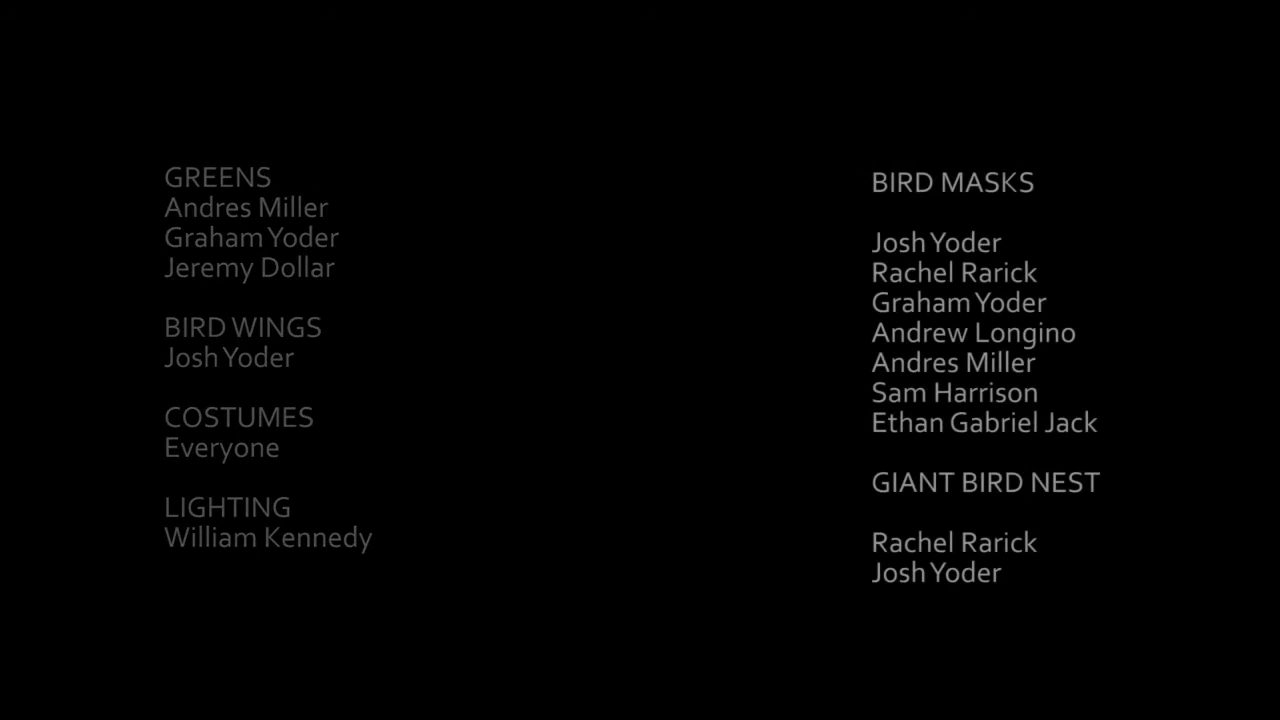 GREENS
Andres Miller
Graham Yoder
Jeremy Dollar
BIRD WINGS
Josh Yoder
COSTUMES
Everyone
LIGHTING
William Kennedy
BIRD MASKS
Josh Yoder
Rachel Rarick
Graham Yoder
Andrew Longino
Andres Miller
Sam Harrison
Ethan Gabriel Jack
GIANT BIRD NEST
Rachel Rarick
Josh Yoder